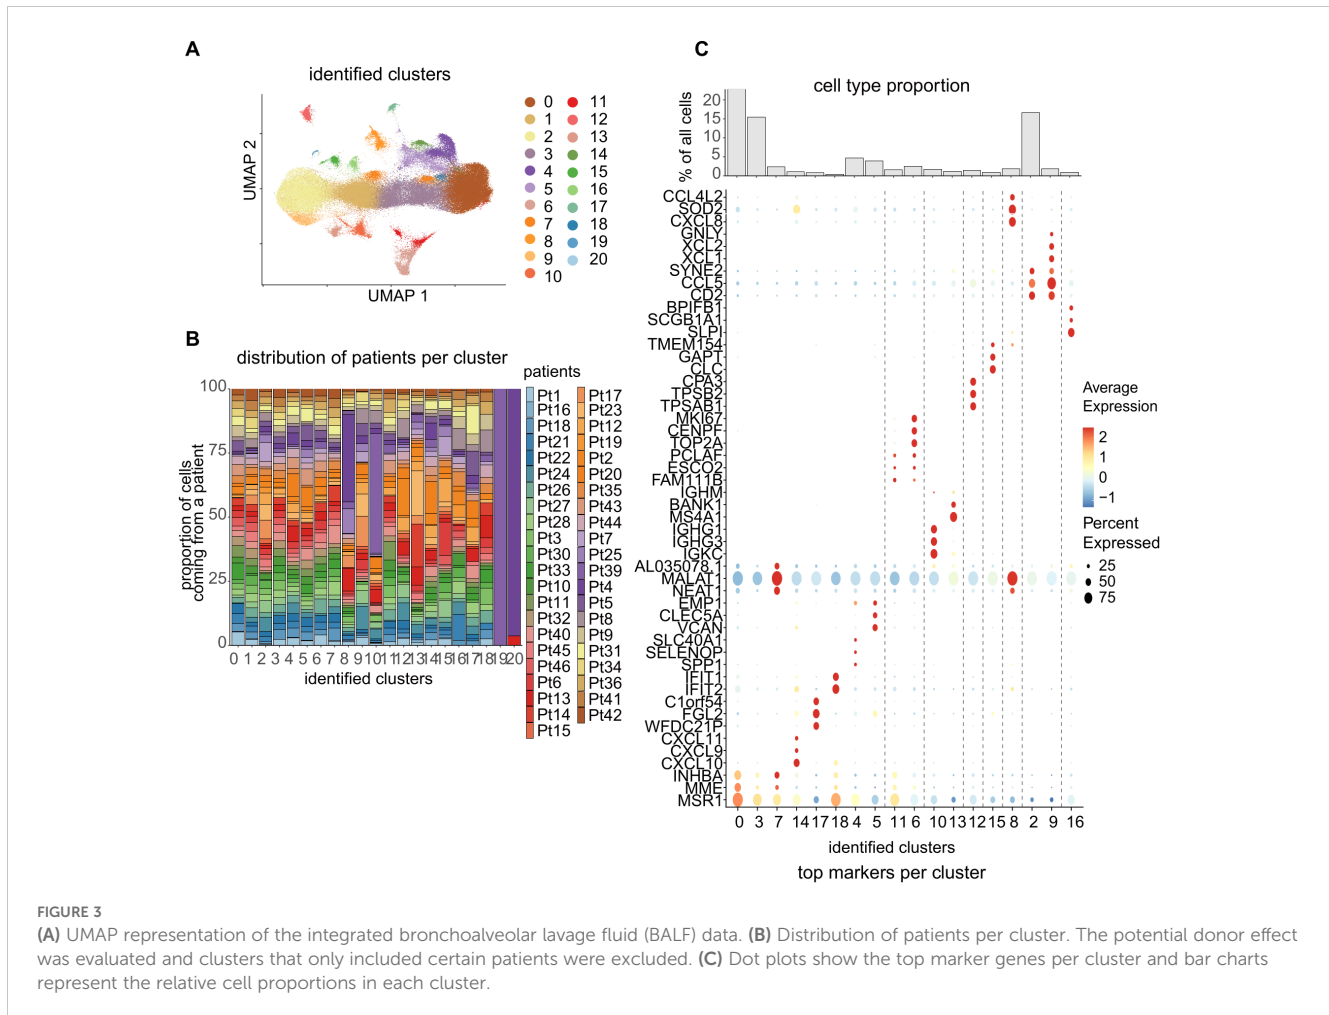 A
identified clusters
UMAP 2
UMAP 1
0
1
2
3
4
5
6
7
8
9
10
11
12
13
14
15
16
17
18
19
20
B
distribution of patients per cluster
proportion of cells
coming from a patient
100
75
50
25
0
0 1 2 3 4 5 6 7 8 9 10 11 12 13 14 15 16 17 18 19 20
identified clusters
patients
Pt1
Pt16
Pt18
Pt21
Pt22
Pt24
Pt26
Pt27
Pt28
Pt3
Pt30
Pt33
Pt10
Pt11
Pt32
Pt40
Pt45
Pt46
Pt6
Pt13
Pt14
Pt15
Pt17
Pt23
Pt12
Pt19
Pt2
Pt20
Pt35
Pt43
Pt44
Pt7
Pt25
Pt39
Pt4
Pt5
Pt8
Pt9
Pt31
Pt34
Pt36
Pt41
Pt42
C
cell type proportion
% of all cells
20
15
10
5
0
CCL4L2
SOD2
CXCL8
GNLY
XCL2
XCL1
SYNE2
CCL5
CD2
BPIFB1
SCGB1A1
SLPI
TMEM154
GAPT
CLC
CPA3
TPSB2
TPSAB1
MKI67
CENPF
TOP2A
PCLAF
ESCO2
FAM111B
IGHM
BANK1
MS4A1
IGHG1
IGHG3
IGKC
AL035078.1
MALAT1
NEAT1
EMP1
CLEC5A
VCAN
SLC40A1
SELENOP
SPP1
IFIT1
IFIT2
C1orf54
FGL2
WFDC21P
CXCL11
CXCL9
CXCL10
INHBA
MME
MSR1
0 3 7 14 17 18 4 5 11 6 10 13 12 15 8 2 9 16
identified clusters
top markers per cluster
Average
Expression
2
1
0
−1
Percent
Expressed
25
50
75
FIGURE 3
(A) UMAP representation of the integrated bronchoalveolar lavage fluid (BALF) data. (B) Distribution of patients per cluster. The potential donor effect
was evaluated and clusters that only included certain patients were excluded. (C) Dot plots show the top marker genes per cluster and bar charts
represent the relative cell proportions in each cluster.